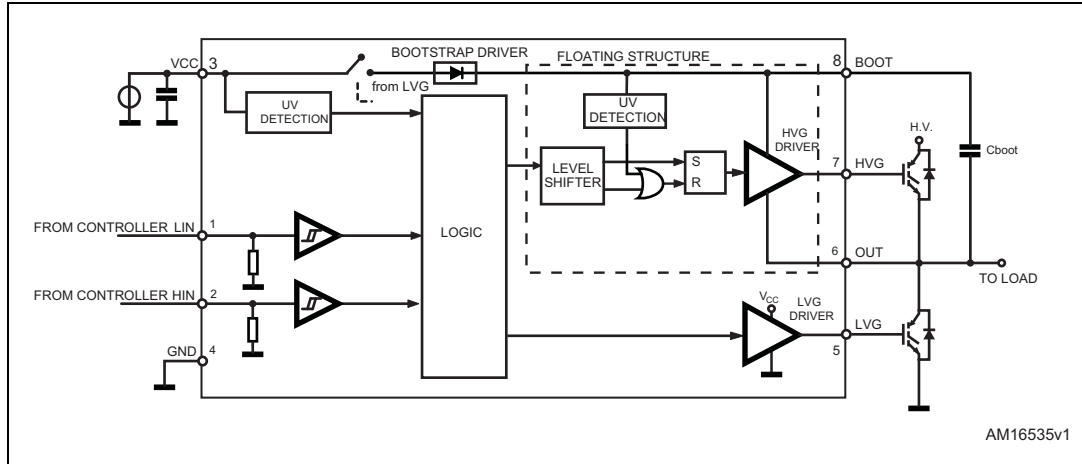 BOOTSTRAP DRIVER
FLOATING STRUCTURE
VCC
3
8
BOOT
from LVG
UV
DETECTION
UV
DETECTION
HVG
DRIVER
H.V.
Cboot
LEVEL
SHIFTER
S
R
7
HVG
FROM CONTROLLER LIN
1
LOGIC
6
OUT
TO LOAD
FROM CONTROLLER HIN
2
VCC
LVG
DRIVER
LVG
5
GND
4
AM16535v1